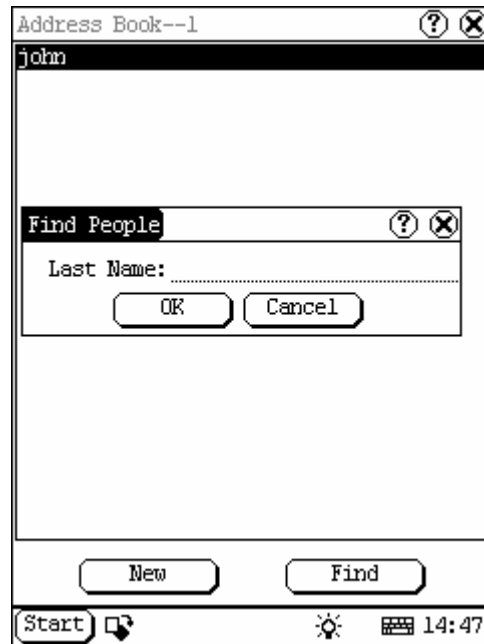 Address Book--1 ?
john
Find People ?
Last Name:
OK Cancel
New Find
Start 14:47